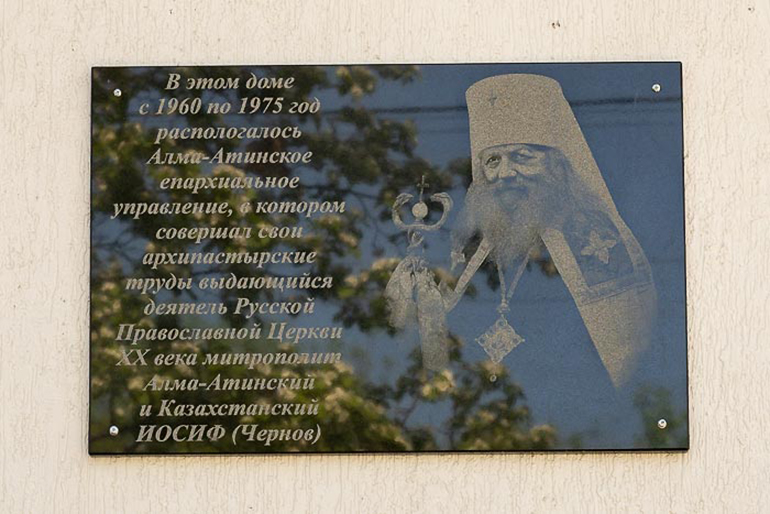 В этом доме
с 1960 по 1975 год
распологалось
Алма-Атинское
епархиальное
управление, в котором
совершал свои
архипастырские
труды выдающийся
деятель Русской
Православной Церкви
XX века митрополит
Алма-Атинский
и Казахстанский
ИОСИФ (Чернов)